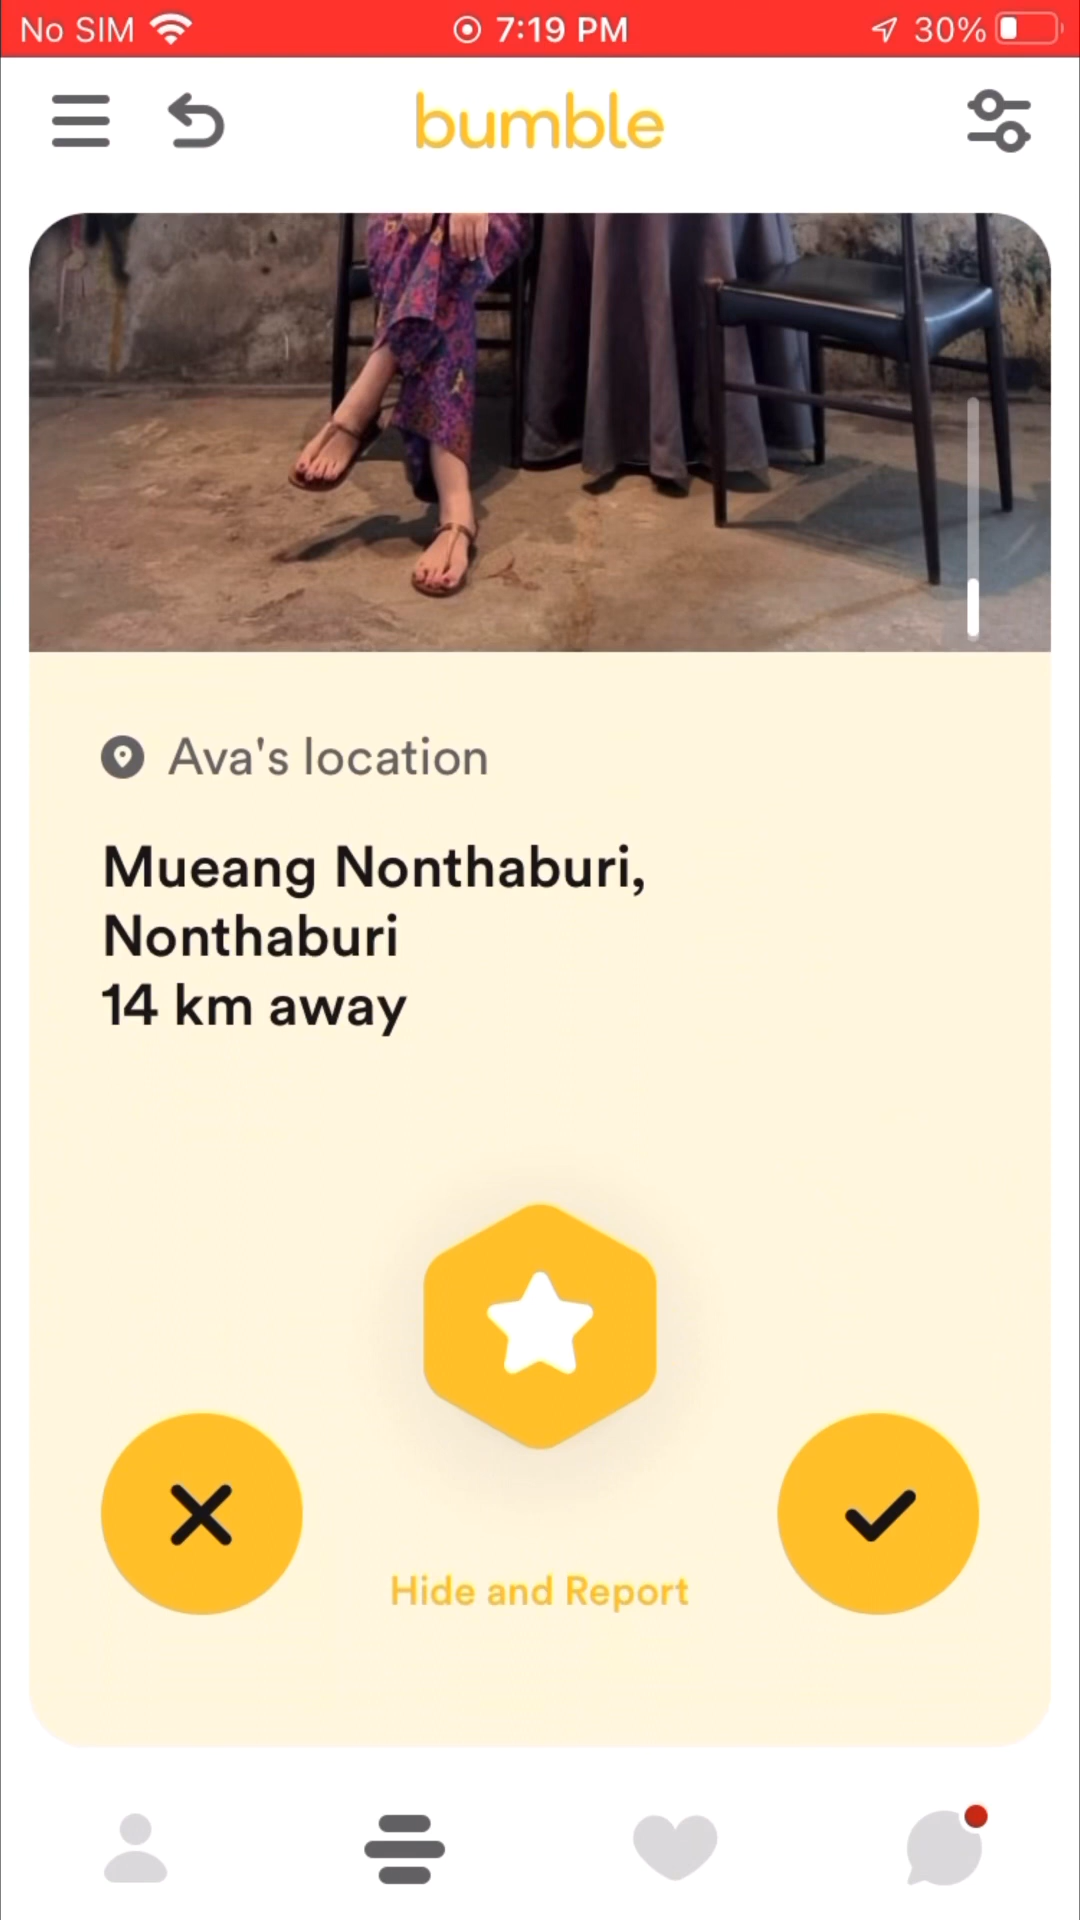 No SIM 7:19 PM 30%
bumble
Ava's location
Mueang Nonthaburi,
Nonthaburi
14 km away
Hide and Report